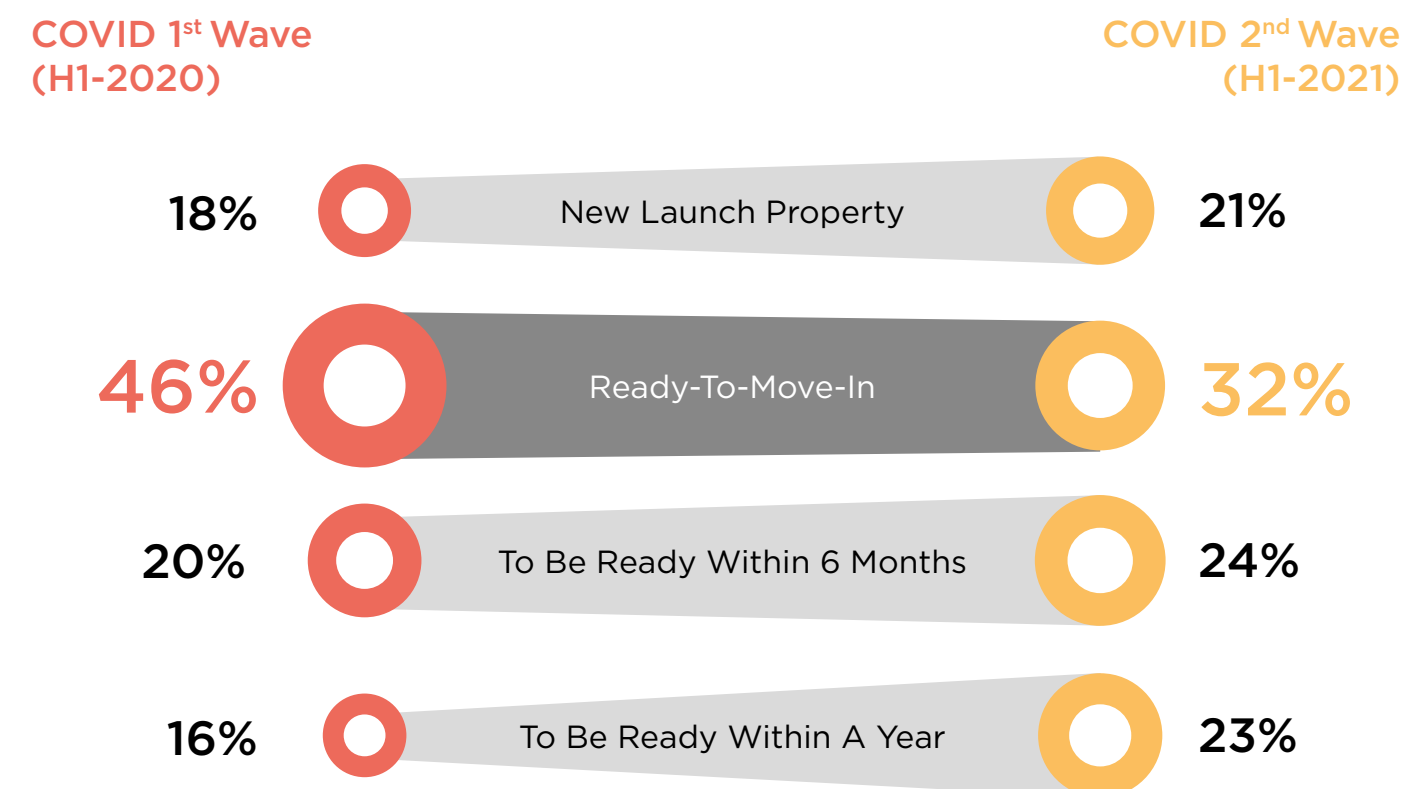 COVID 1st Wave
(H1-2020)
COVID 2nd Wave
(H1-2021)
18% New Launch Property 21%
46% Ready-To-Move-In 32%
20% To Be Ready Within 6 Months 24%
16% To Be Ready Within A Year 23%